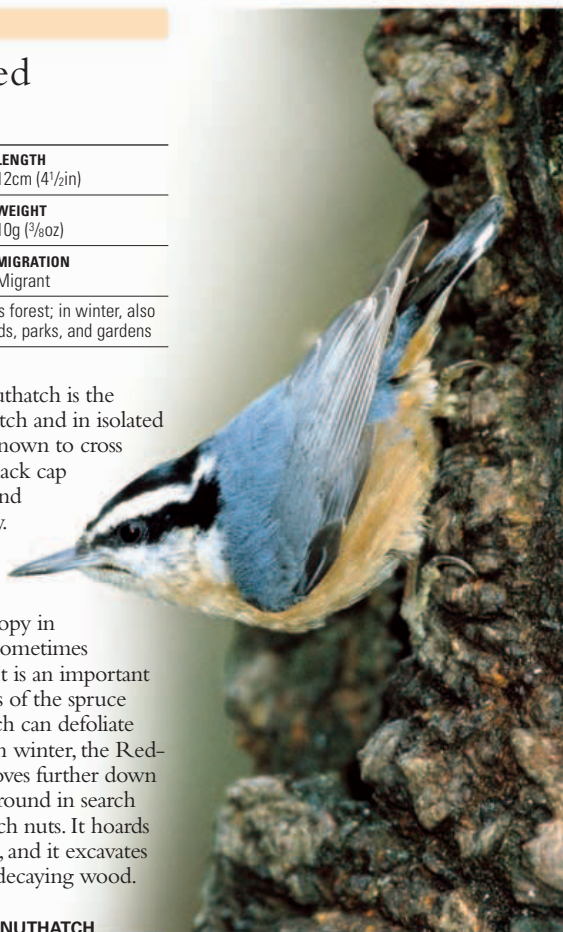 ed
LENGTH
12cm (4½in)
WEIGHT
10g (⅜oz)
MIGRATION
Migrant
s forest; in winter, also
ds, parks, and gardens
uthatch is the
tch and in isolated
nown to cross
ack cap
nd
y.
opy in
ometimes
t is an important
s of the spruce
ch can defoliate
n winter, the Red-
oves further down
round in search
ch nuts. It hoards
, and it excavates
decaying wood.
NUTHATCH